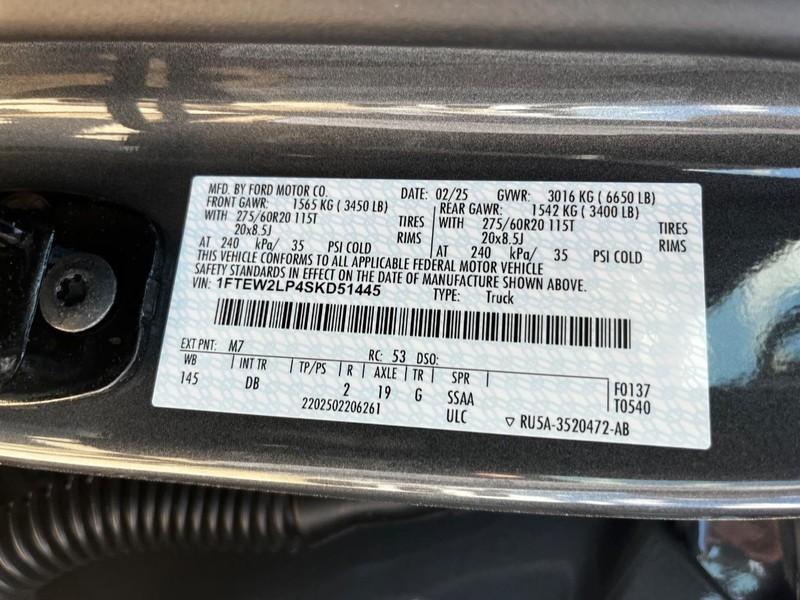 MFD. BY FORD MOTOR CO. DATE: 02/25 GVWR: 3016 KG ( 6650 LB)
FRONT GAWR: 1565 KG ( 3450 LB) REAR GAWR: 1542 KG ( 3400 LB)
WITH 275/60R20 115T TIRES WITH 275/60R20 115T TIRES
20x8.5J RIMS 20x8.5J RIMS
AT 240 kPa/ 35 PSI COLD AT 240 kPa/ 35 PSI COLD
THIS VEHICLE CONFORMS TO ALL APPLICABLE FEDERAL MOTOR VEHICLE
SAFETY STANDARDS IN EFFECT ON THE DATE OF MANUFACTURE SHOWN ABOVE.
VIN: 1FTEW2LP4SKD51445 TYPE: Truck
EXT PNT: M7 RC: 53 DSO:
WB INT TR TP/PS R AXLE TR SPR F0137
145 DB 2 19 G SSAA T0540
2202502206261 ULC RU5A-3520472-AB